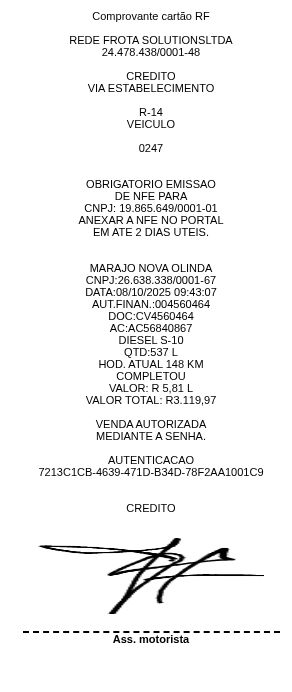 Comprovante cartão RF
REDE FROTA SOLUTIONSLTDA
24.478.438/0001-48
CREDITO
VIA ESTABELECIMENTO
R-14
VEICULO
0247
OBRIGATORIO EMISSAO
DE NFE PARA
CNPJ: 19.865.649/0001-01
ANEXAR A NFE NO PORTAL
EM ATE 2 DIAS UTEIS.
MARAJO NOVA OLINDA
CNPJ:26.638.338/0001-67
DATA:08/10/2025 09:43:07
AUT.FINAN.:004560464
DOC:CV4560464
AC:AC56840867
DIESEL S-10
QTD:537 L
HOD. ATUAL 148 KM
COMPLETOU
VALOR: R 5,81 L
VALOR TOTAL: R3.119,97
VENDA AUTORIZADA
MEDIANTE A SENHA.
AUTENTICACAO
7213C1CB-4639-471D-B34D-78F2AA1001C9
CREDITO
Ass. motorista